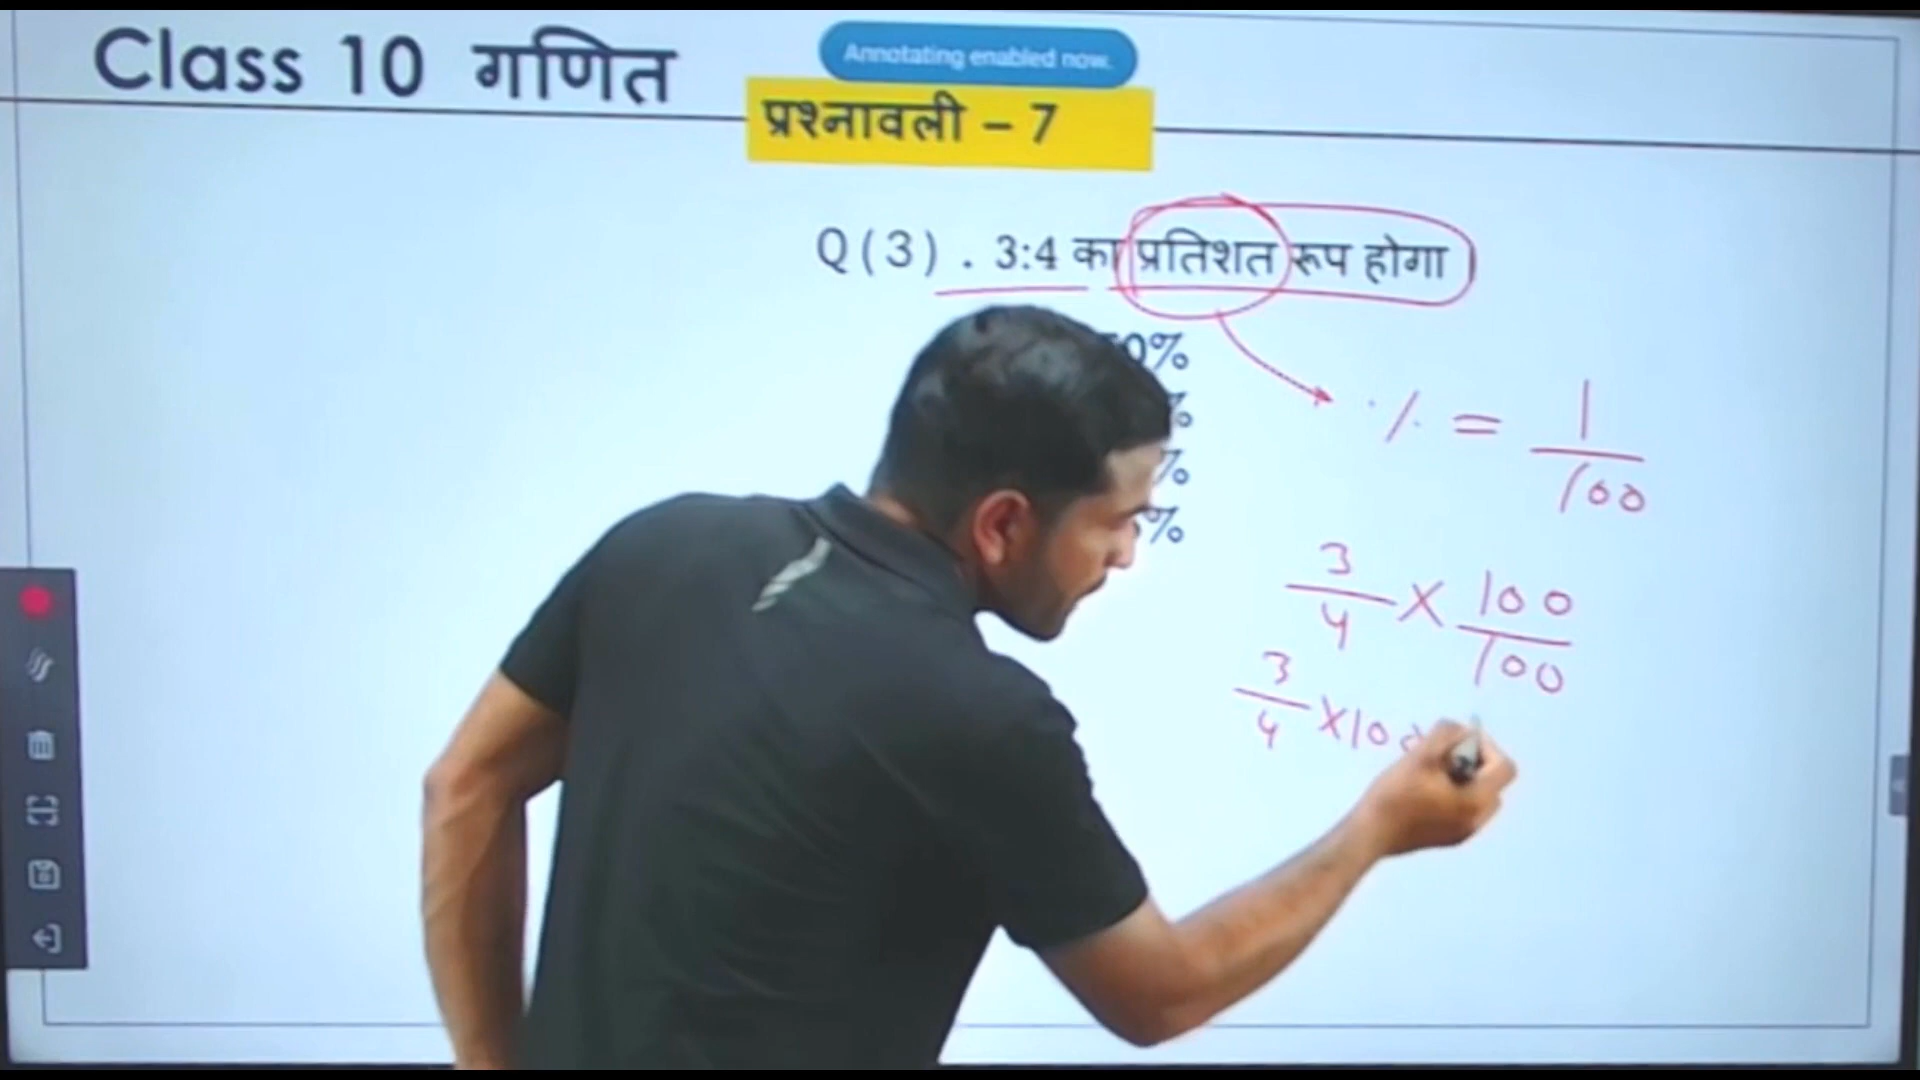 Class 10 गणित
Annotating enabled now.
प्रश्नावली – 7
Q(3) . 3:4 का प्रतिशत रूप होगा
% = 1/100
3/4 × 100/100
3/4 ×10